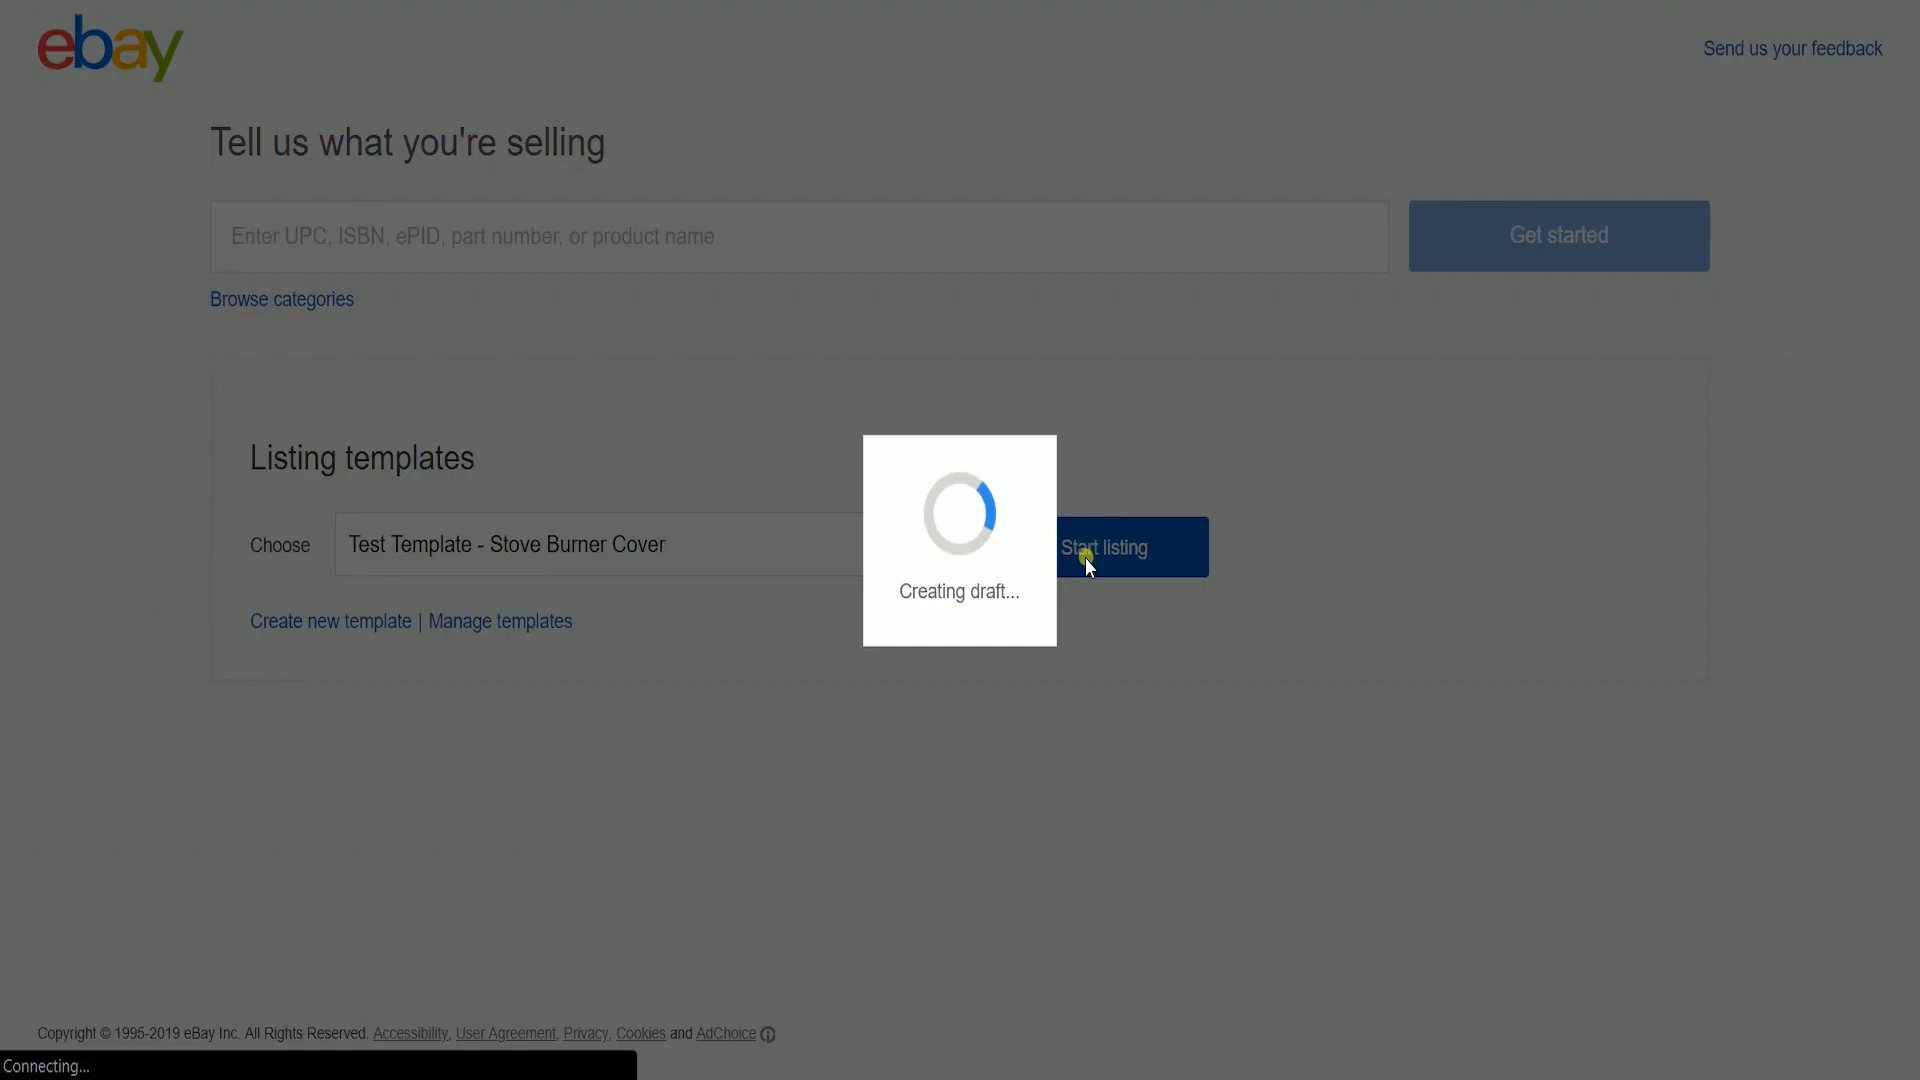 ebay
Send us your feedback
Tell us what you're selling
Enter UPC, ISBN, ePID, part number, or product name
Get started
Browse categories
Listing templates
Choose
Test Template - Stove Burner Cover
Start listing
Creating draft...
Create new template | Manage templates
Copyright © 1995-2019 eBay Inc. All Rights Reserved. Accessibility, User Agreement, Privacy, Cookies and AdChoice
Connecting...